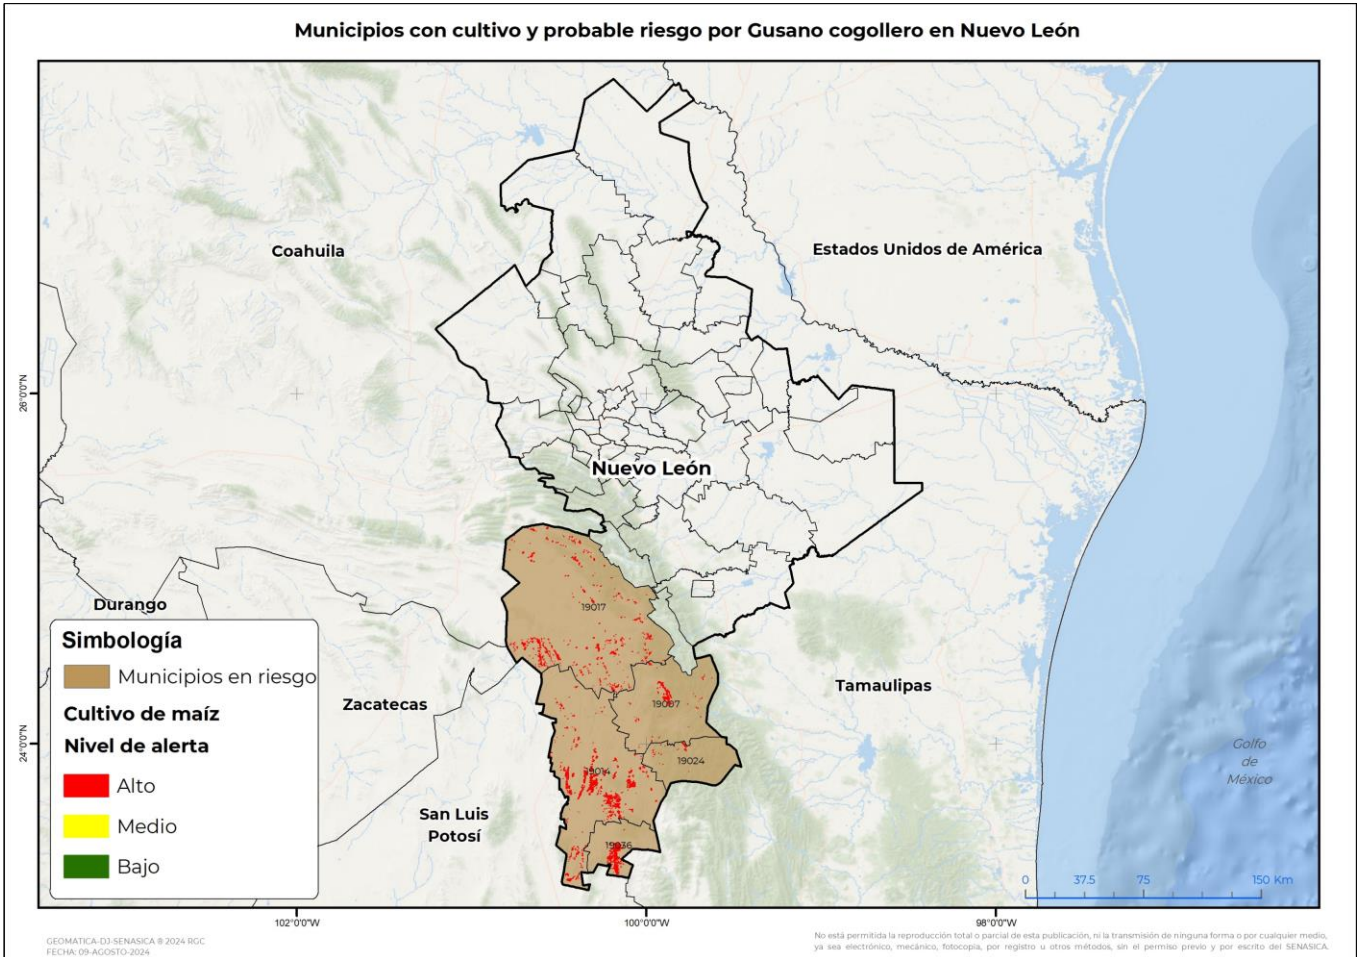 Municipios con cultivo y probable riesgo por Gusano cogollero en Nuevo León
Coahuila
Estados Unidos de América
26°0'0"N
Nuevo León
19017
Durango
Simbología
Municipios en riesgo
Cultivo de maíz
Nivel de alerta
Alto
Medio
Bajo
Zacatecas
Tamaulipas
19007
24°0'0"N
19024
19014
Golfo
de
México
San Luis
Potosí
19036
0 37.5 75 150 Km
102°0'0"W
100°0'0"W
98°0'0"W
GEOMÁTICA-DJ-SENASICA ® 2024 RGC
FECHA: 09-AGOSTO-2024
No está permitida la reproducción total o parcial de esta publicación, ni la transmisión de ninguna forma o por cualquier medio,
ya sea electrónico, mecánico, fotocopia, por registro u otros métodos, sin el permiso previo y por escrito del SENASICA.